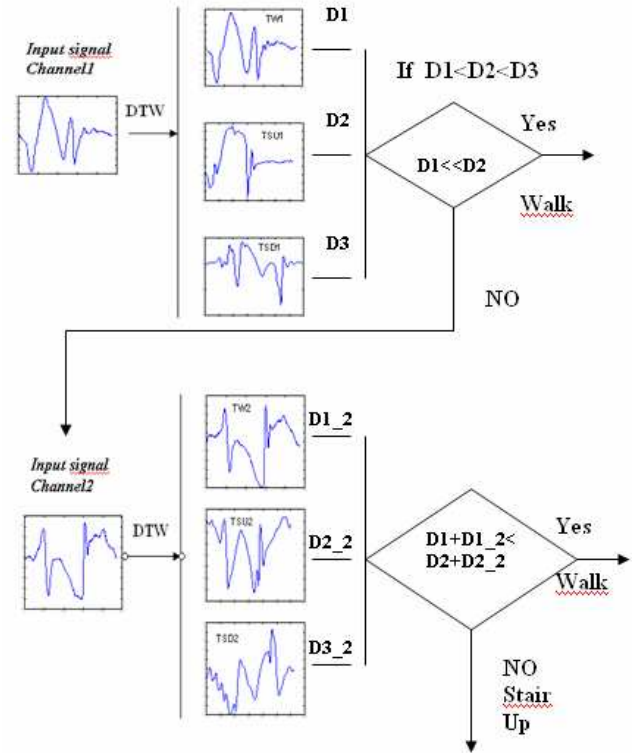 Input signal
Channel1
DTW
TW1
D1
TSU1
D2
TSD1
D3
If D1<D2<D3
D1<<D2
Yes
Walk
NO
Input signal
Channel2
DTW
TW2
D1_2
TSU2
D2_2
TSD2
D3_2
D1+D1_2<
D2+D2_2
Yes
Walk
NO
Stair
Up